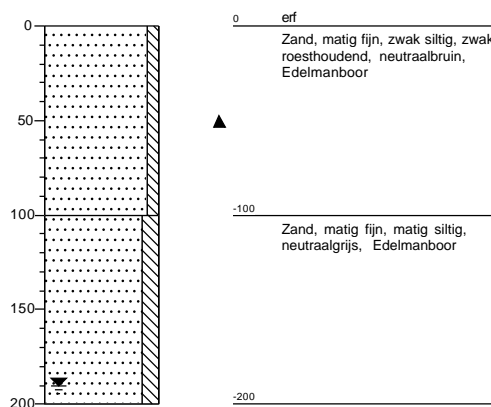 0
50
100
150
200
0
erf
Zand, matig fijn, zwak siltig, zwak
roesthoudend, neutraalbruin,
Edelmanboor
-100
Zand, matig fijn, matig siltig,
neutraalgrijs, Edelmanboor
-200